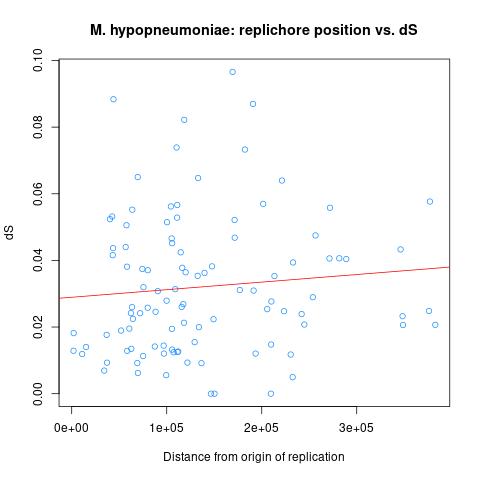 M. hypopneumoniae: replichore position vs. dS
0.10
0.08
0.06
0.04
0.02
0.00
dS
0e+00 1e+05 2e+05 3e+05
Distance from origin of replication